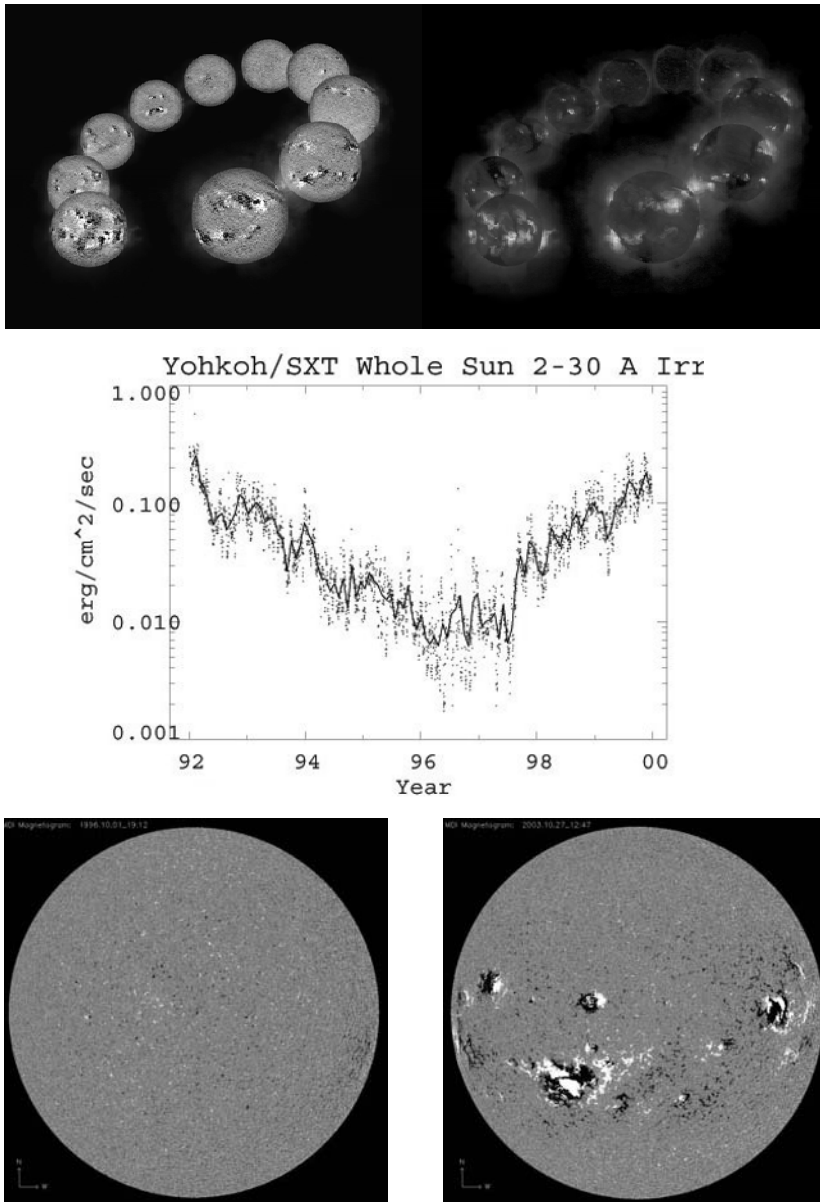 Yohkoh/SXT Whole Sun 2-30 A Irr
1.000
0.100
0.010
0.001
erg/cm^2/sec
92
94
96
98
00
Year
MDI Magnetogram: 1996.10.01_19:12
N
W
MDI Magnetogram: 2003.10.27_12:47
N
W